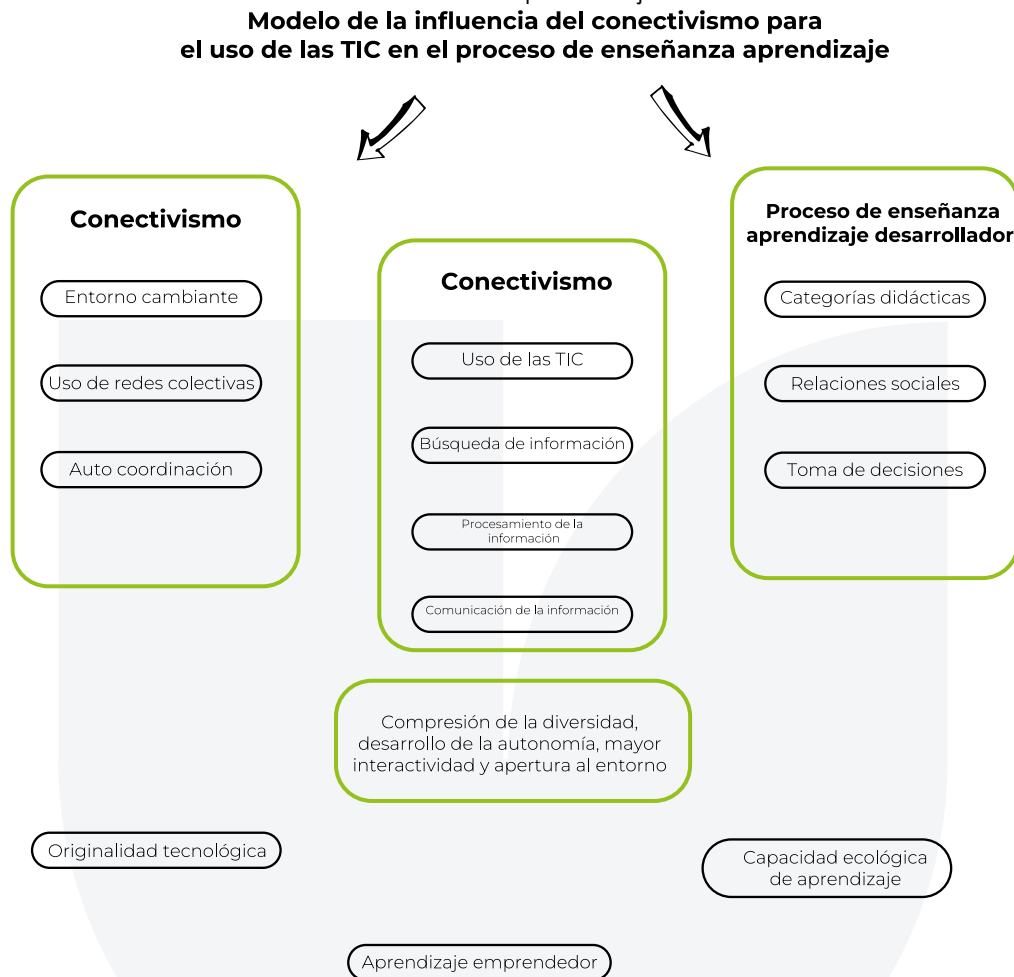 Modelo de la influencia del conectivismo para
el uso de las TIC en el proceso de enseñanza aprendizaje
Conectivismo
Entorno cambiante
Uso de redes colectivas
Auto coordinación
Conectivismo
Uso de las TIC
Búsqueda de información
Procesamiento de la
información
Comunicación de la información
Proceso de enseñanza
aprendizaje desarrollador
Categorías didácticas
Relaciones sociales
Toma de decisiones
Compresión de la diversidad,
desarrollo de la autonomía, mayor
interactividad y apertura al entorno
Originalidad tecnológica
Capacidad ecológica
de aprendizaje
Aprendizaje emprendedor